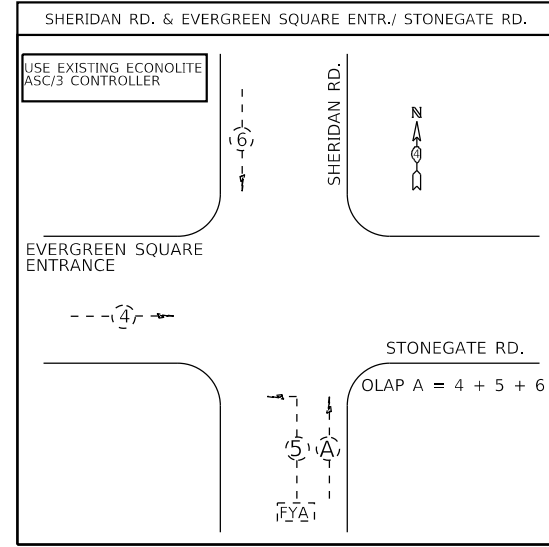 SHERIDAN RD. & EVERGREEN SQUARE ENTR./ STONEGATE RD.
USE EXISTING ECONOLITE
ASC/3 CONTROLLER
6
SHERIDAN RD.
N
4
EVERGREEN SQUARE
ENTRANCE
4
STONEGATE RD.
OLAP A = 4 + 5 + 6
5 A
FYA